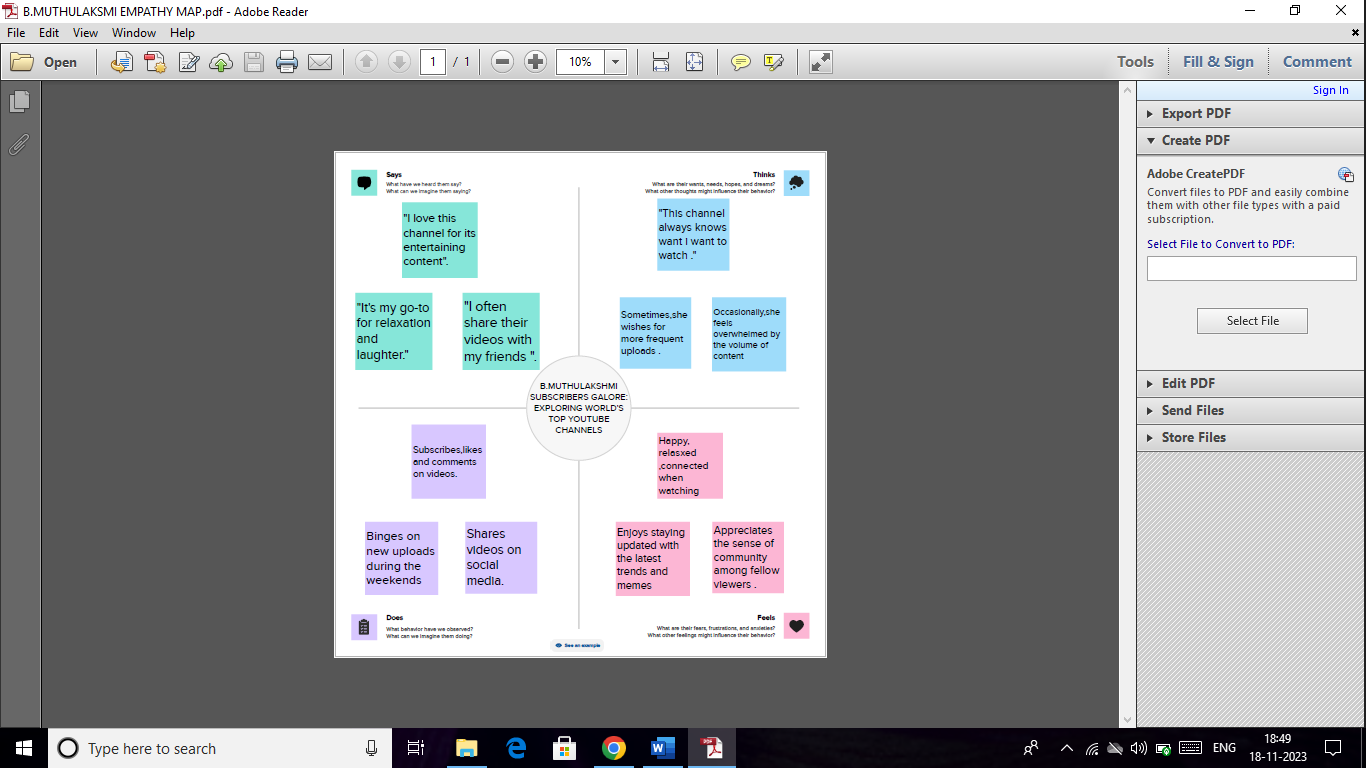 B.MUTHULAKSMI EMPATHY MAP.pdf - Adobe Reader
File Edit View Window Help
Open
1 / 1
10%
Tools
Fill & Sign
Comment
Sign In
Export PDF
Create PDF
Adobe CreatePDF
Convert files to PDF and easily combine
them with other file types with a paid
subscription.
Select File to Convert to PDF:
Select File
Edit PDF
Send Files
Store Files
Says
What have we heard them say?
What can we imagine them saying?
"I love this
channel for its
entertaining
content".
"It's my go-to
for relaxation
and
laughter."
"I often
share their
videos with
my friends ".
Thinks
What are their wants, needs, hopes, and dreams?
What other thoughts might influence their behavior?
"This channel
always knows
want I want to
watch ."
Sometimes,she
wishes for
more frequent
uploads .
Occasionally,she
feels
overwhelmed by
the volume of
content
B.MUTHULAKSHMI
SUBSCRIBERS GALORE:
EXPLORING WORLD'S
TOP YOUTUBE
CHANNELS
Subscribes,likes
and comments
on videos.
Binges on
new uploads
during the
weekends
Shares
videos on
social
media.
Does
What behavior have we observed?
What can we imagine them doing?
Happy,
relasxed
,connected
when
watching
Enjoys staying
updated with
the latest
trends and
memes
Appreciates
the sense of
community
among fellow
viewers .
Feels
What are their fears, frustrations, and anxieties?
What other feelings might influence their behavior?
See an example
Type here to search
ENG
18:49
18-11-2023